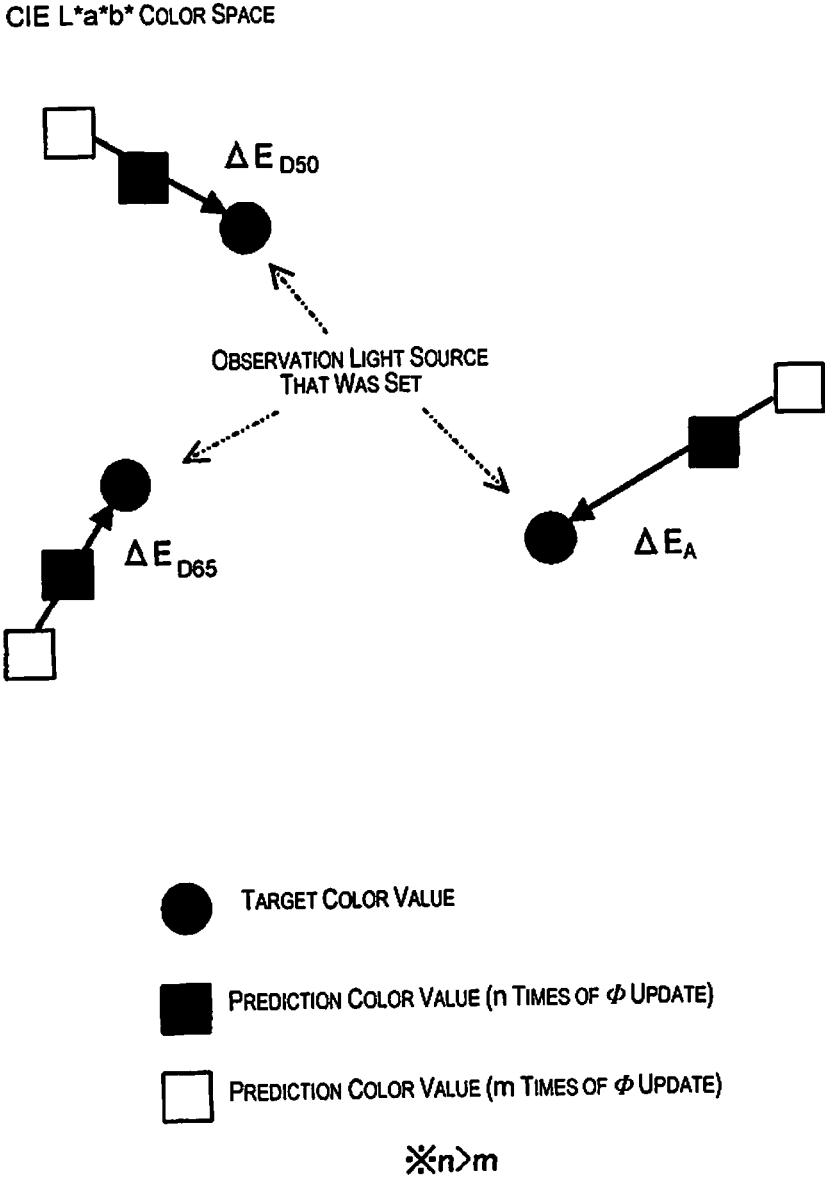 CIE L*a*b* COLOR SPACE
ΔE D50
OBSERVATION LIGHT SOURCE
THAT WAS SET
ΔE D65
ΔE A
TARGET COLOR VALUE
PREDICTION COLOR VALUE (n TIMES OF Φ UPDATE)
PREDICTION COLOR VALUE (m TIMES OF Φ UPDATE)
※n>m